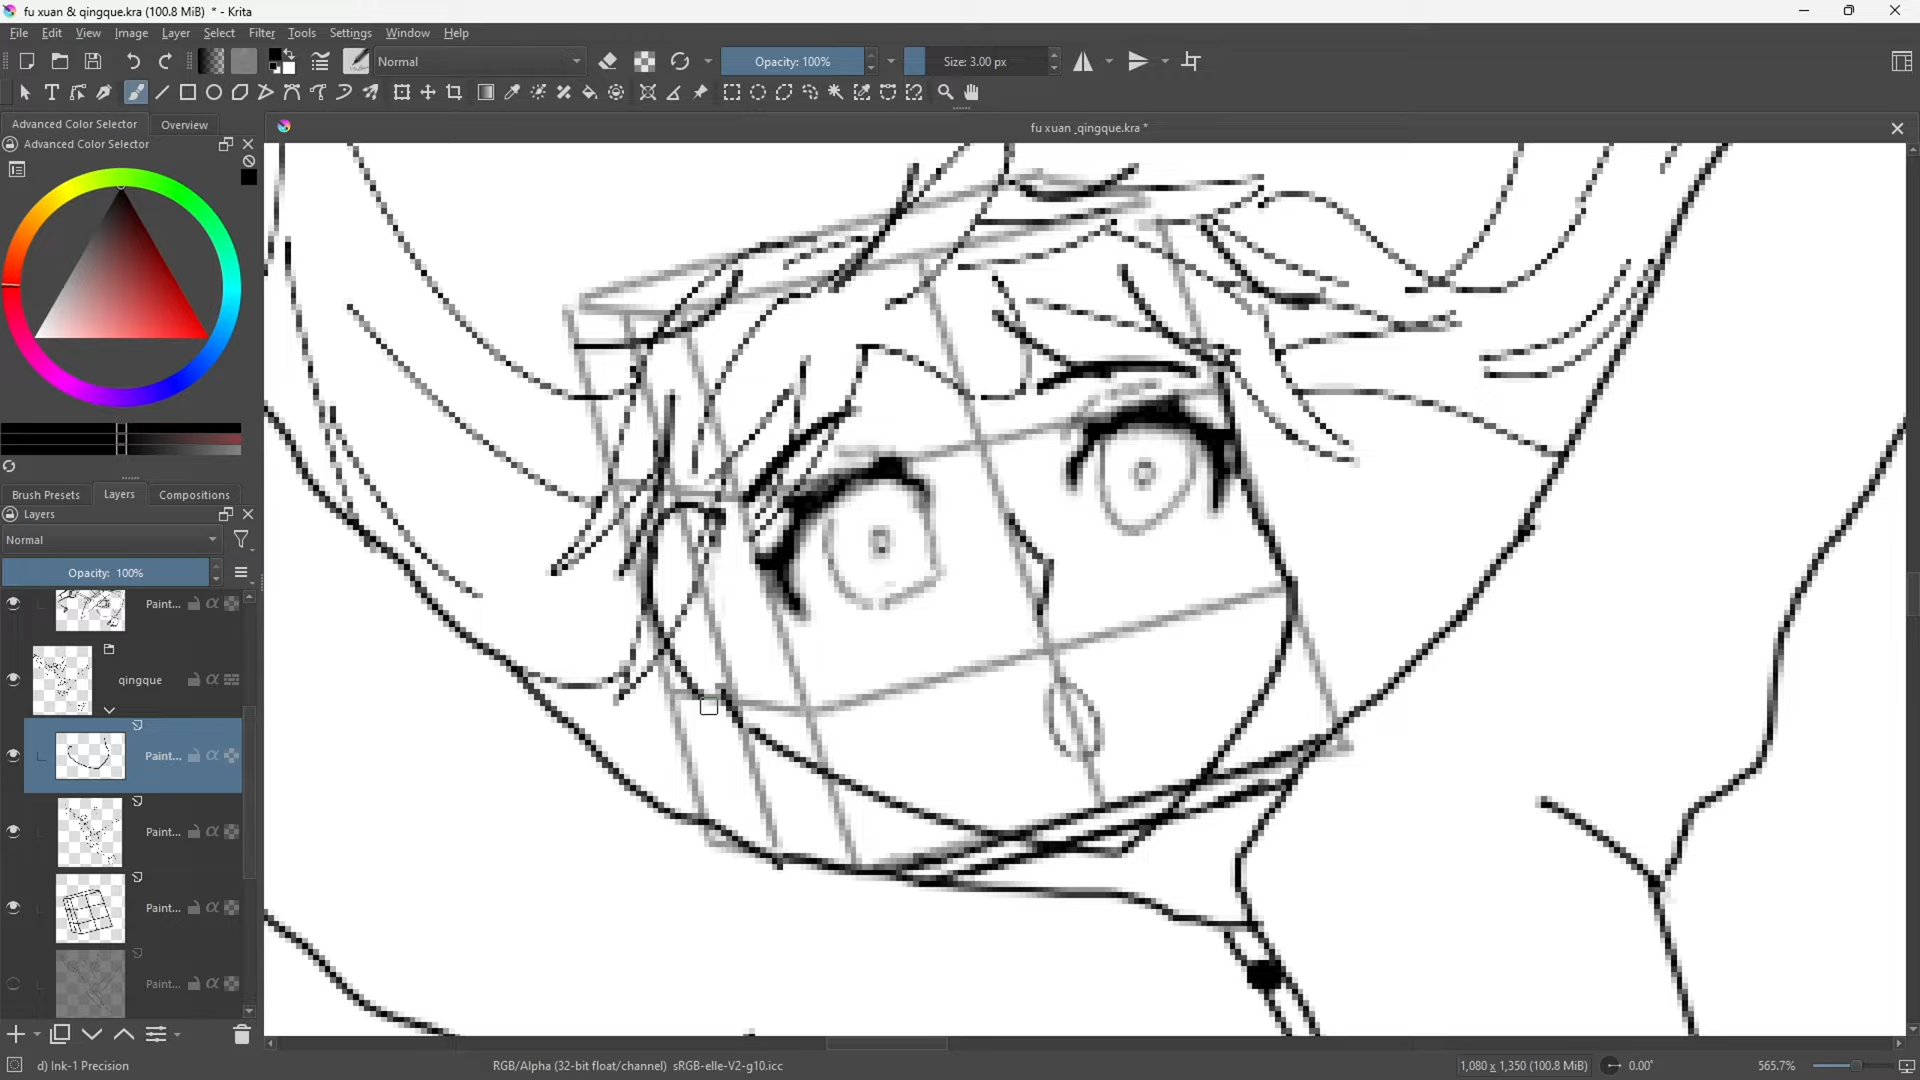 fu xuan & qingque.kra (100.8 MiB)  * - Krita
File Edit View Image Layer Select Filter Tools Settings Window Help
Normal
Opacity: 100%
Size: 3.00 px
Advanced Color Selector
Overview
fu xuan _qingque.kra *
Advanced Color Selector
Brush Presets Layers Compositions
Layers
Normal
Opacity: 100%
Paint...
qingque
Paint...
Paint...
Paint...
Paint...
d) Ink-1 Precision
RGB/Alpha (32-bit float/channel)  sRGB-elle-V2-g10.icc
1,080 x 1,350 (100.8 MiB)
0.00°
565.7%